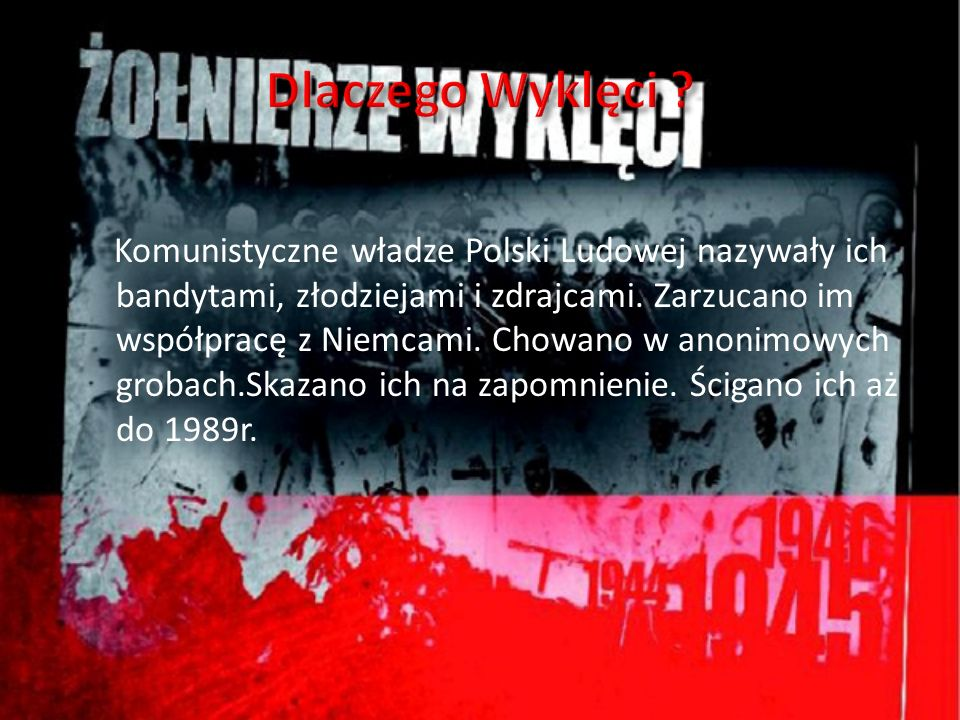 ŻOŁNIERZE WYKLĘCI
Dlaczego Wyklęci ?
Komunistyczne władze Polski Ludowej nazywały ich
bandytami, złodziejami i zdrajcami. Zarzucano im
współpracę z Niemcami. Chowano w anonimowych
grobach.Skazano ich na zapomnienie. Ścigano ich aż
do 1989r.
1946
1944
1945